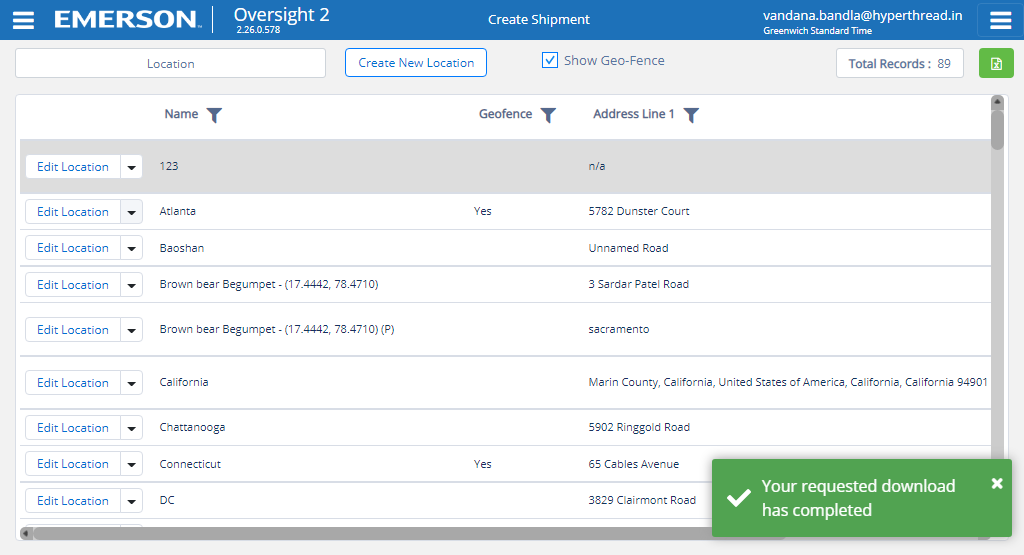 EMERSON Oversight 2 Create Shipment vandana.bandla@hyperthread.in
2.26.0.578 Greenwich Standard Time
Location Create New Location Show Geo-Fence Total Records : 89
Name Geofence Address Line 1
Edit Location 123 n/a
Edit Location Atlanta Yes 5782 Dunster Court
Edit Location Baoshan Unnamed Road
Edit Location Brown bear Begumpet - (17.4442, 78.4710) 3 Sardar Patel Road
Edit Location Brown bear Begumpet - (17.4442, 78.4710) (P) sacramento
Edit Location California Marin County, California, United States of America, California, California 94901
Edit Location Chattanooga 5902 Ringgold Road
Edit Location Connecticut Yes 65 Cables Avenue
Edit Location DC 3829 Clairmont Road
Your requested download
has completed